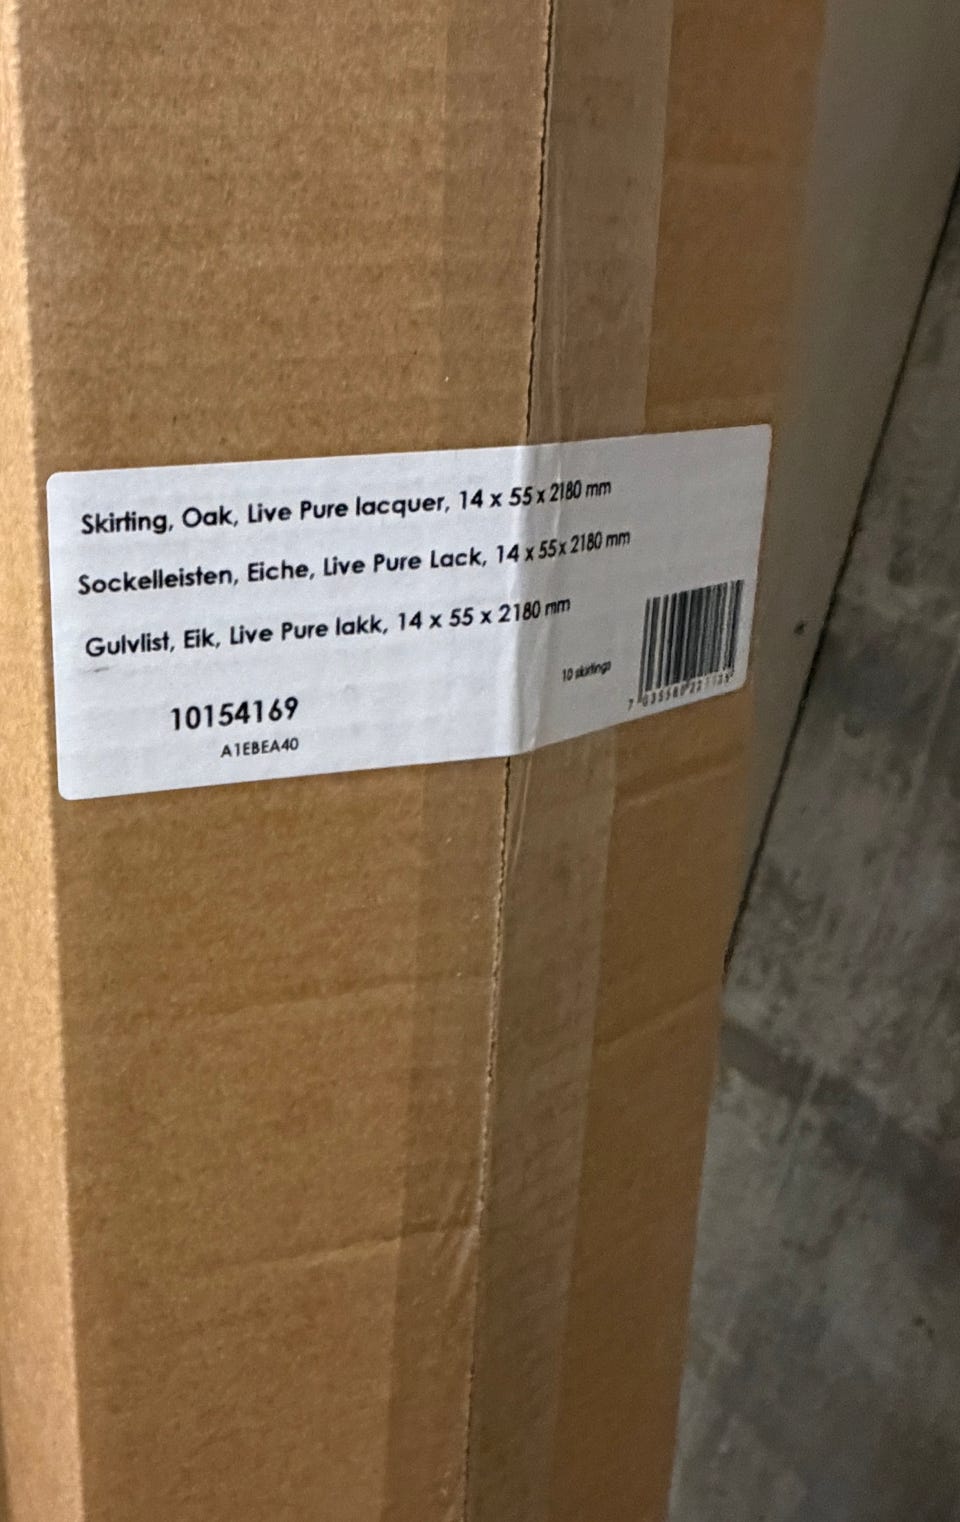 Skirting, Oak, Live Pure lacquer, 14 x 55 x 2180 mm
Sockelleisten, Eiche, Live Pure Lack, 14 x 55 x 2180 mm
Gulvlist, Eik, Live Pure lakk, 14 x 55 x 2180 mm
10 skirtings
10154169
A1EBEA40